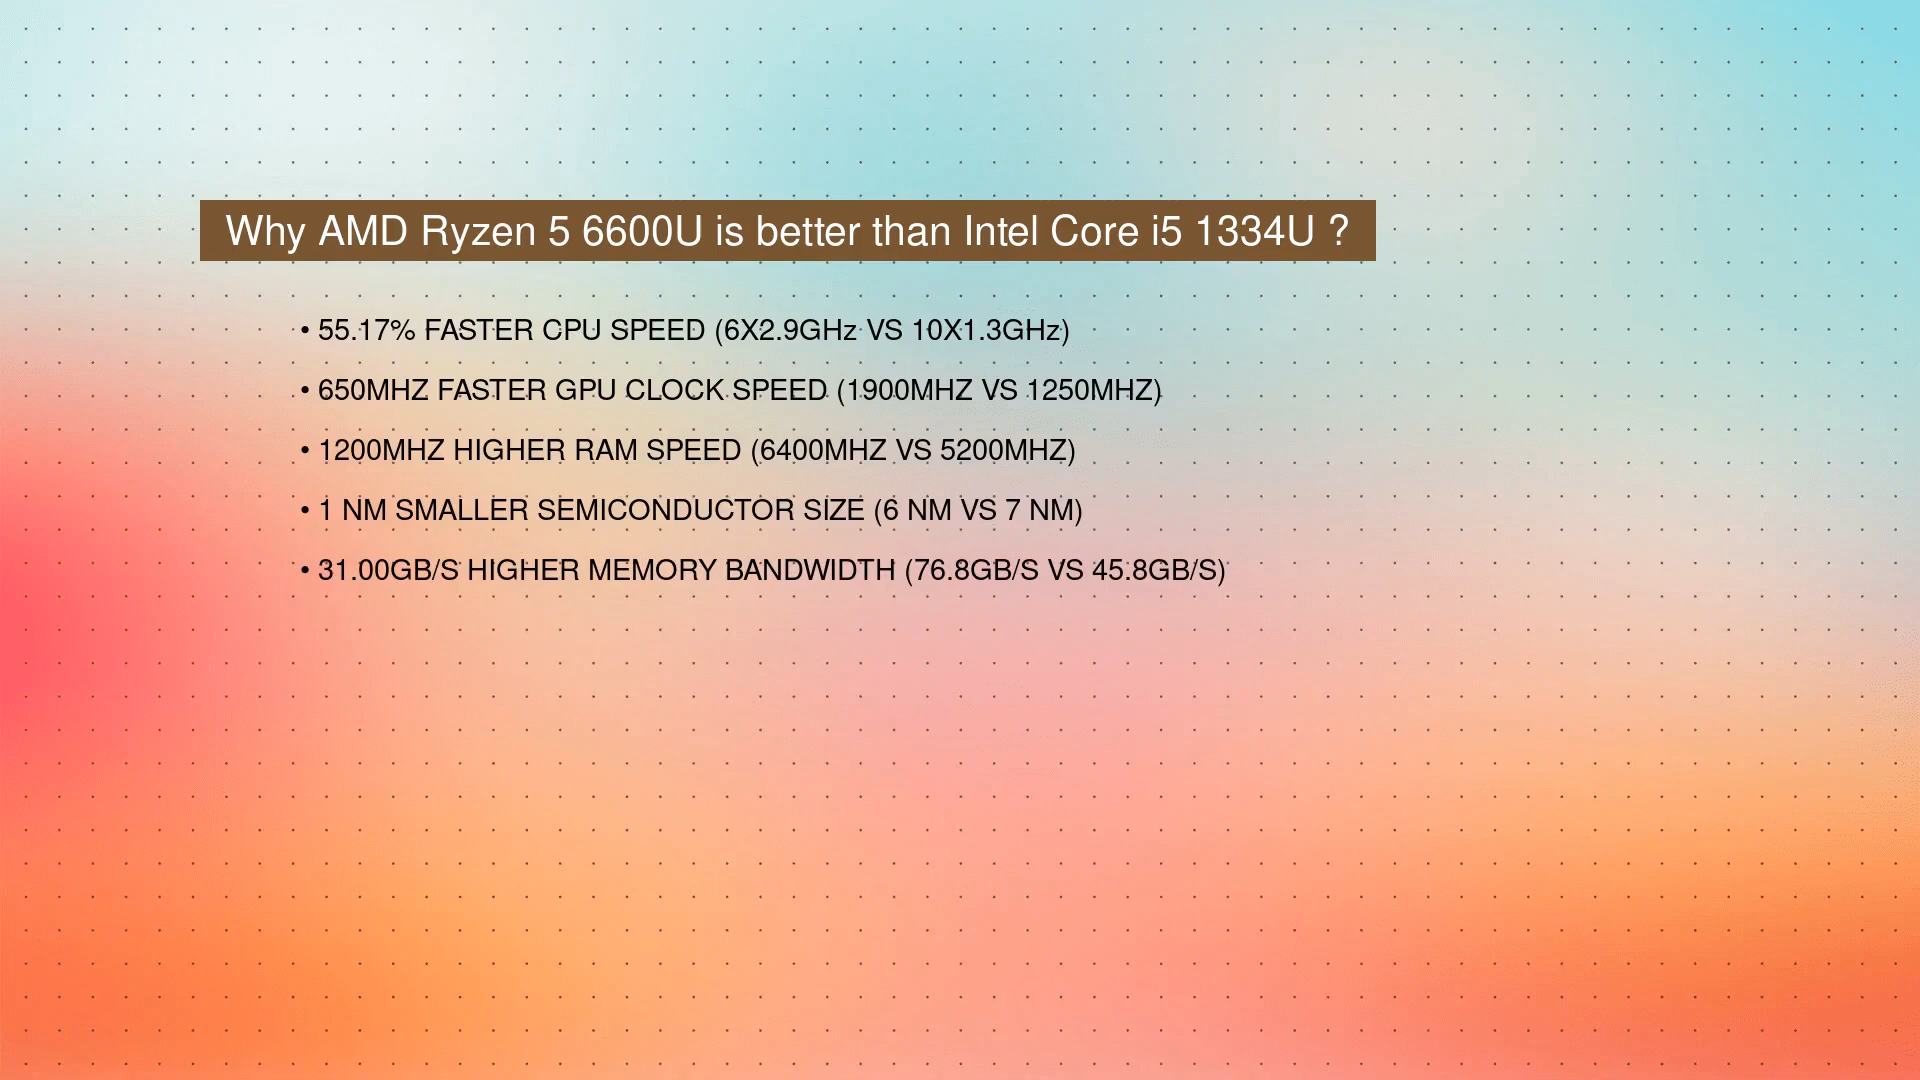 Why AMD Ryzen 5 6600U is better than Intel Core i5 1334U ?
• 55.17% FASTER CPU SPEED (6X2.9GHz VS 10X1.3GHz)
• 650MHZ FASTER GPU CLOCK SPEED (1900MHZ VS 1250MHZ)
• 1200MHZ HIGHER RAM SPEED (6400MHZ VS 5200MHZ)
• 1 NM SMALLER SEMICONDUCTOR SIZE (6 NM VS 7 NM)
• 31.00GB/S HIGHER MEMORY BANDWIDTH (76.8GB/S VS 45.8GB/S)